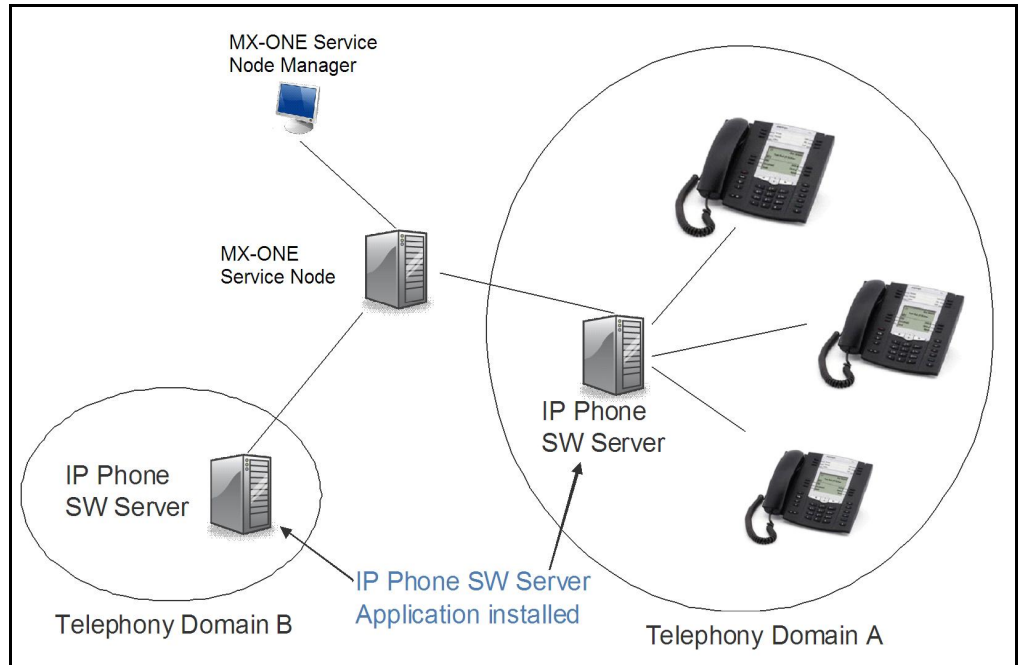 MX-ONE Service
Node Manager
MX-ONE
Service Node
IP Phone
SW Server
IP Phone
SW Server
IP Phone SW Server
Application installed
Telephony Domain B
Telephony Domain A